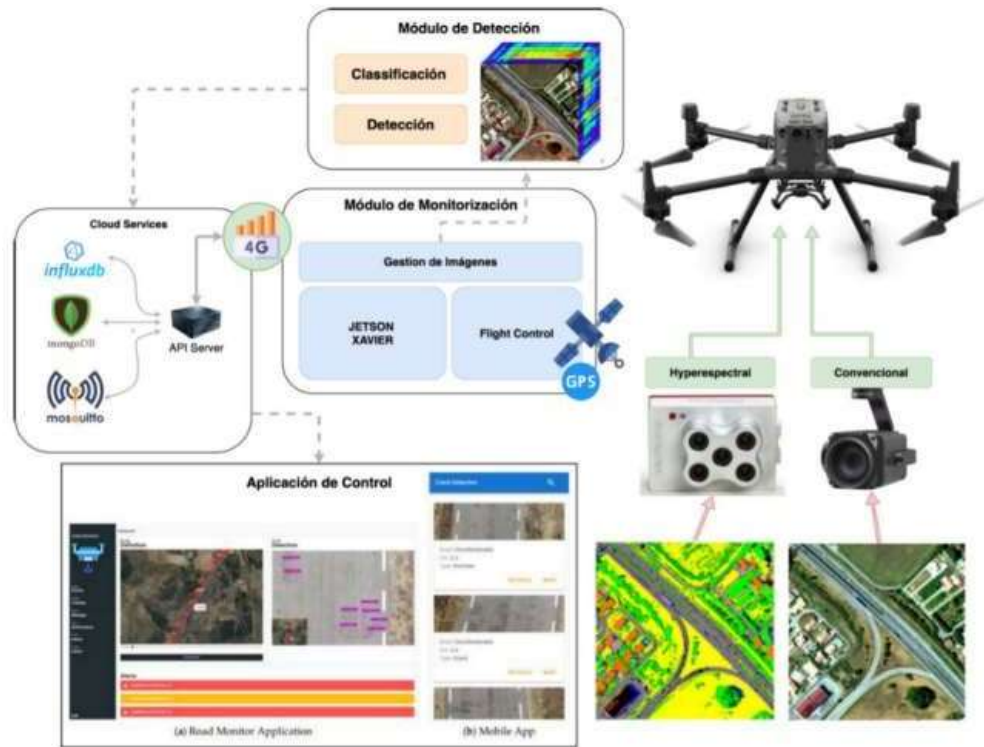 Módulo de Detección
Classificación
Detección
Módulo de Monitorización
Cloud Services
4G
influxdb
Gestion de Imágenes
mongoDB
API Server
JETSON
XAVIER
Flight Control
GPS
mosquitto
Hyperespectral
Convencional
Aplicación de Control
(a) Road Monitor Application
(b) Mobile App